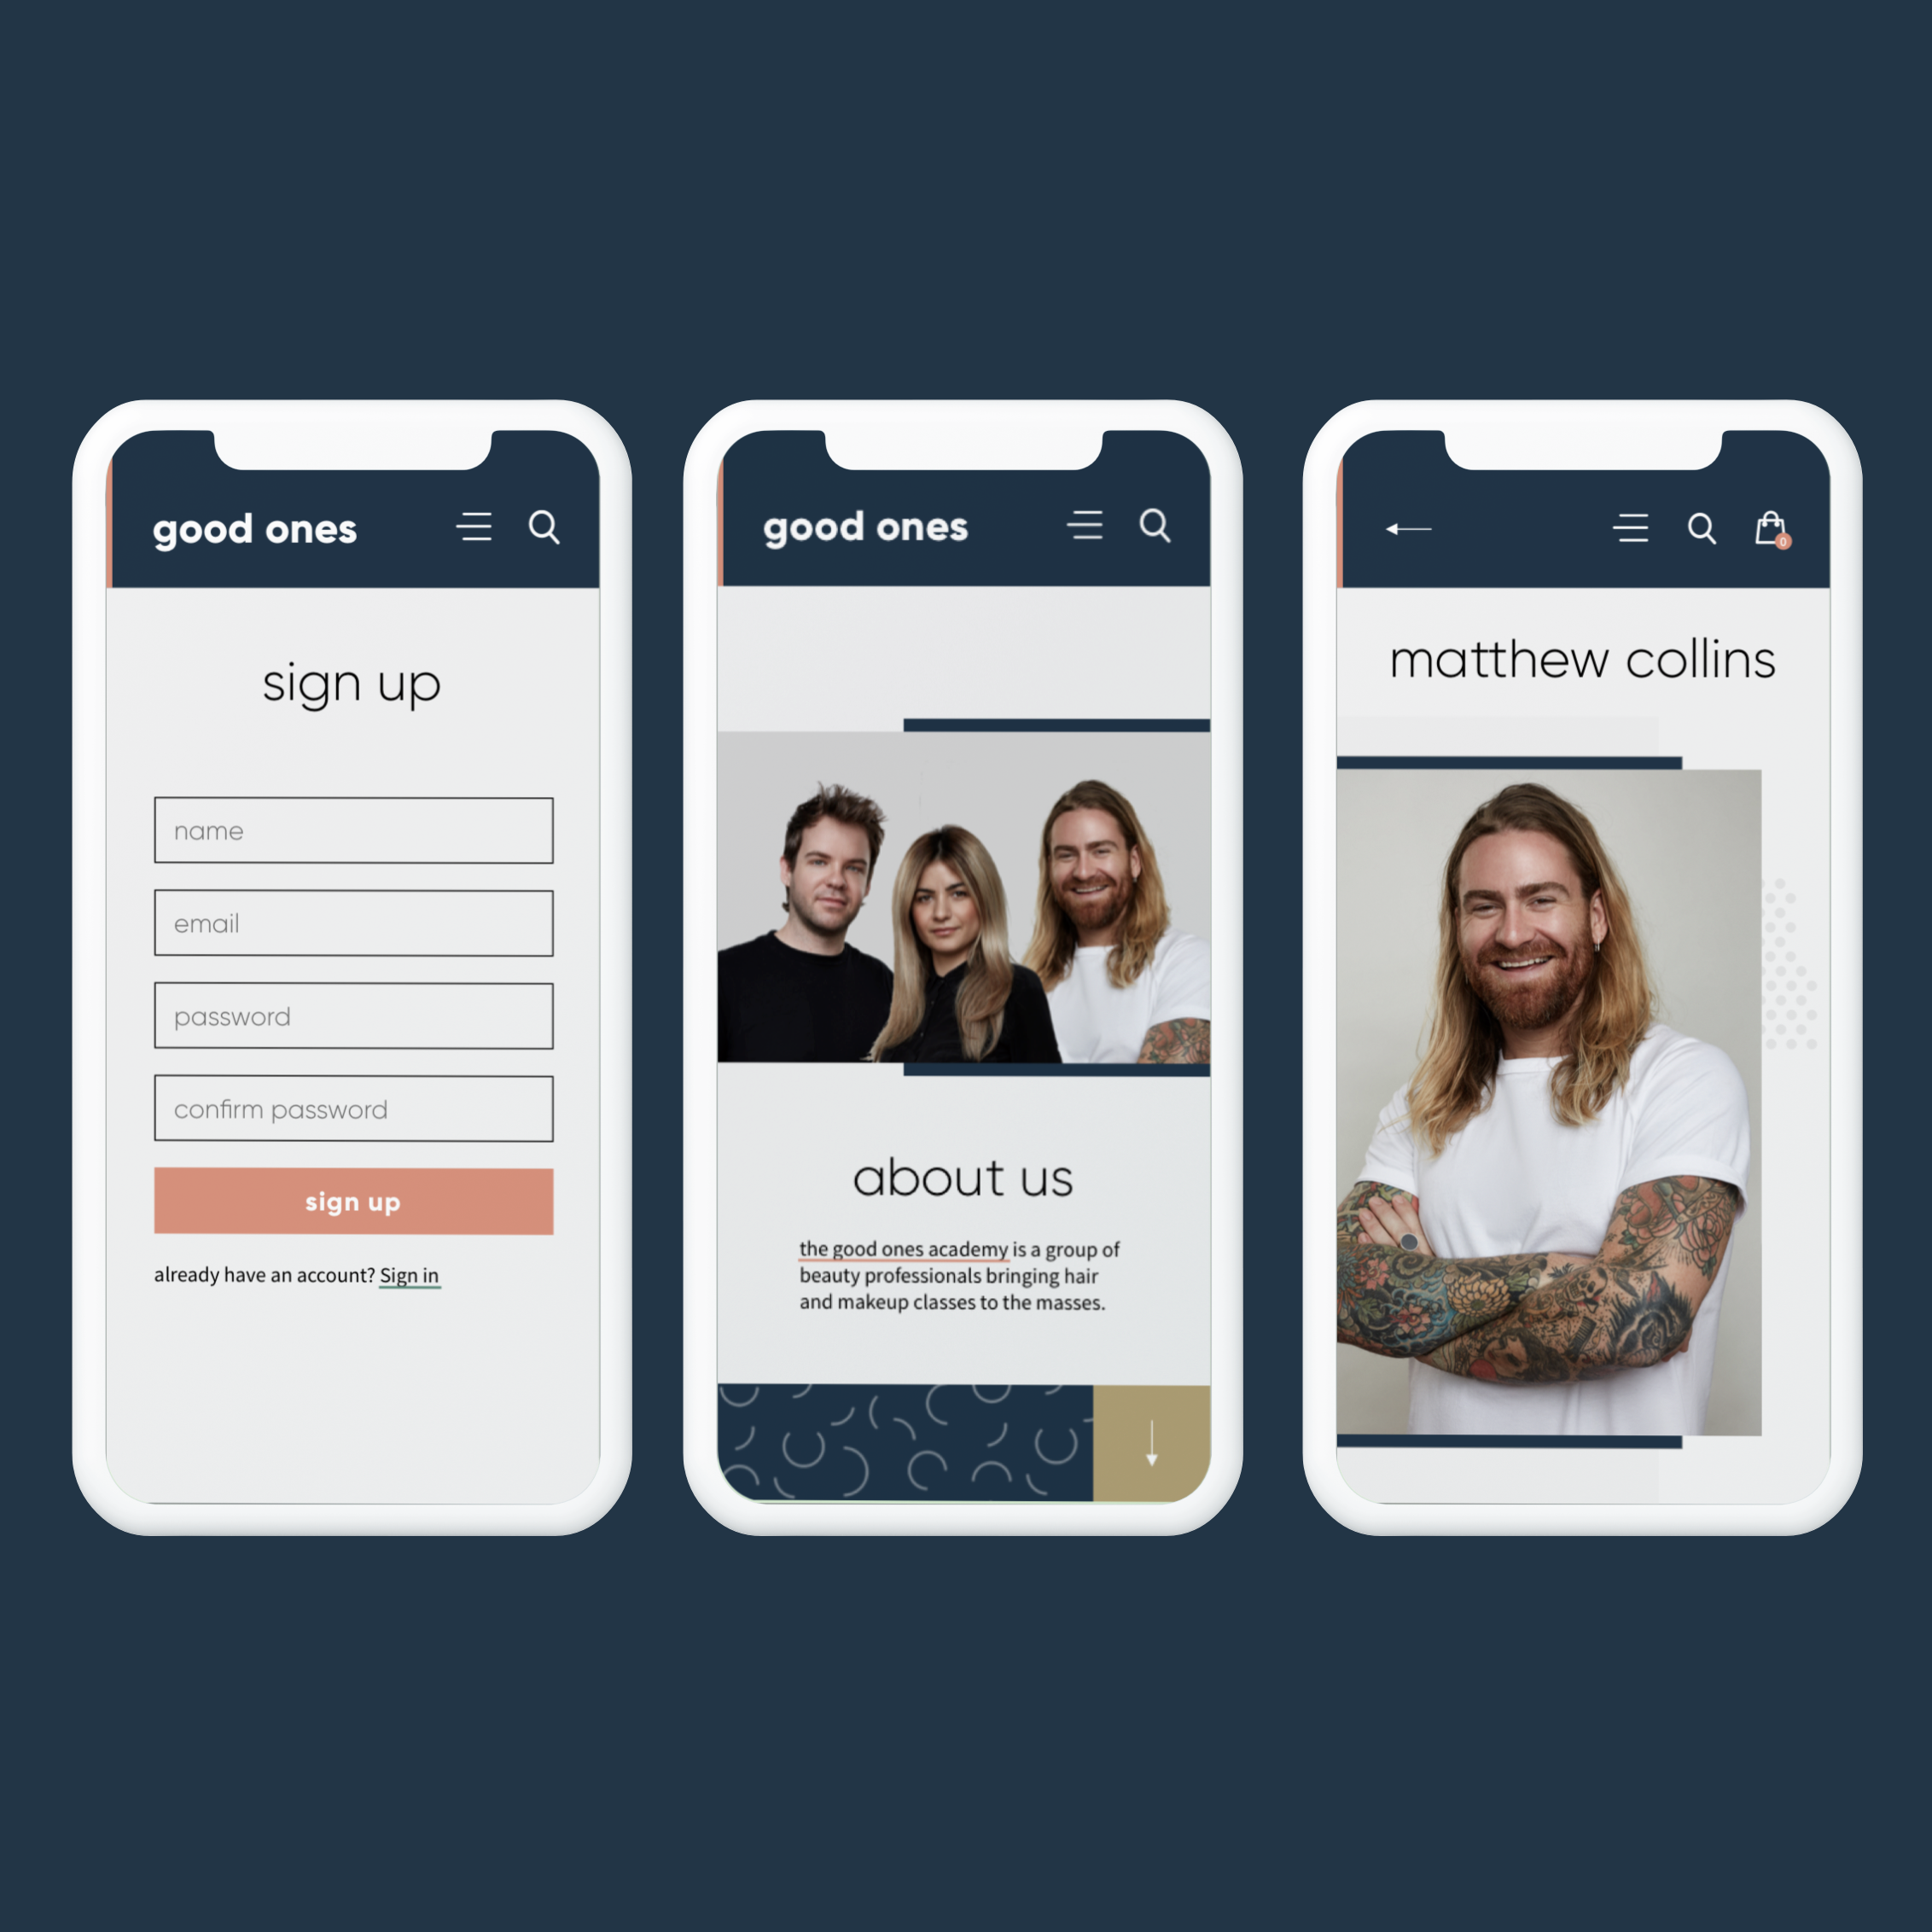 good ones
sign up
name
email
password
confirm password
sign up
already have an account? Sign in
good ones
about us
the good ones academy is a group of
beauty professionals bringing hair
and makeup classes to the masses.
0
matthew collins